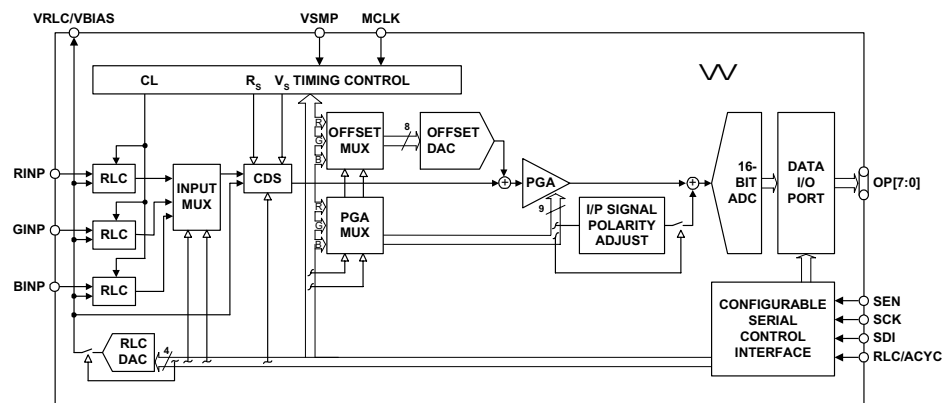 VRLC/VBIAS VSMP MCLK
CL RS VS TIMING CONTROL
R
G
B
OFFSET
MUX
8
OFFSET
DAC
RINP
RLC
INPUT
MUX
CDS
PGA
16-
BIT
ADC
DATA
I/O
PORT
OP[7:0]
GINP
RLC
R
G
B
PGA
MUX
9
I/P SIGNAL
POLARITY
ADJUST
BINP
RLC
CONFIGURABLE
SERIAL
CONTROL
INTERFACE
SEN
SCK
SDI
RLC/ACYC
RLC
DAC
4